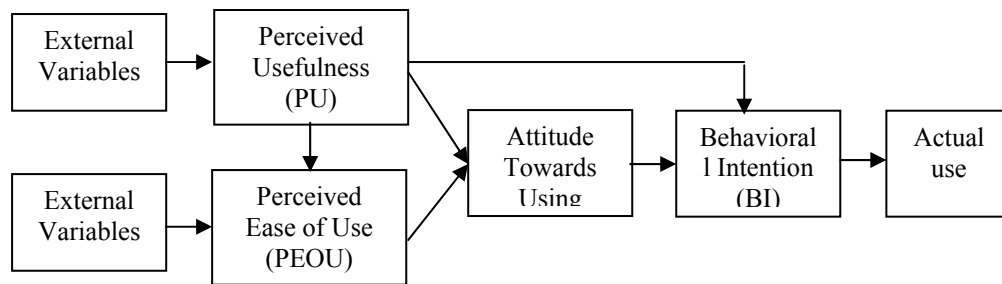 External
Variables
Perceived
Usefulness
(PU)
External
Variables
Perceived
Ease of Use
(PEOU)
Attitude
Towards
Using
Behavioral
l Intention
(BI)
Actual
use